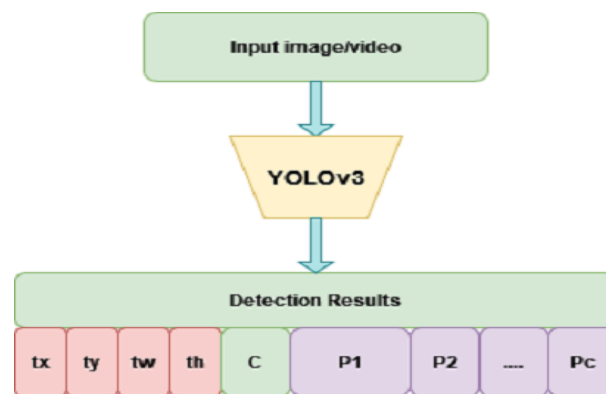 Input image/video
YOLOv3
Detection Results
tx ty tw th C P1 P2 .... Pc